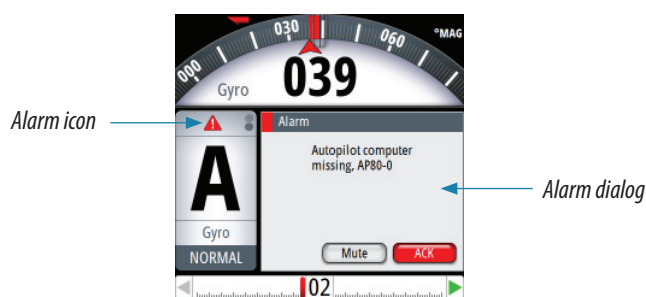 000
030
060
°MAG
Gyro
039
Alarm icon
Alarm
Autopilot computer
missing, AP80-0
A
Alarm dialog
Gyro
NORMAL
Mute
ACK
02